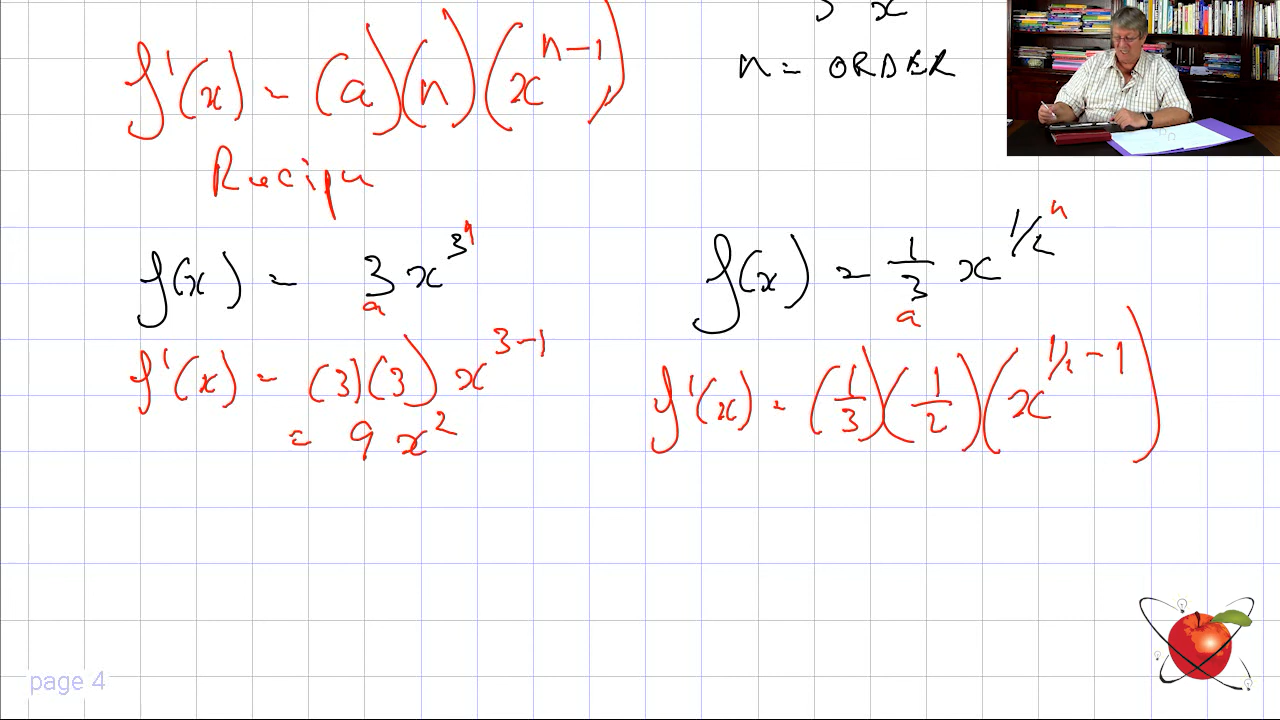 f'(x) = (a)(n)(x^{n-1})
n = ORDER
Recipe
f(x) = 3x^3
a
n
f'(x) = (3)(3)x^{3-1}
= 9x^2
f(x) = 1/3 x^{1/2}
a
n
f'(x) = (1/3)(1/2)(x^{1/2-1})
page 4